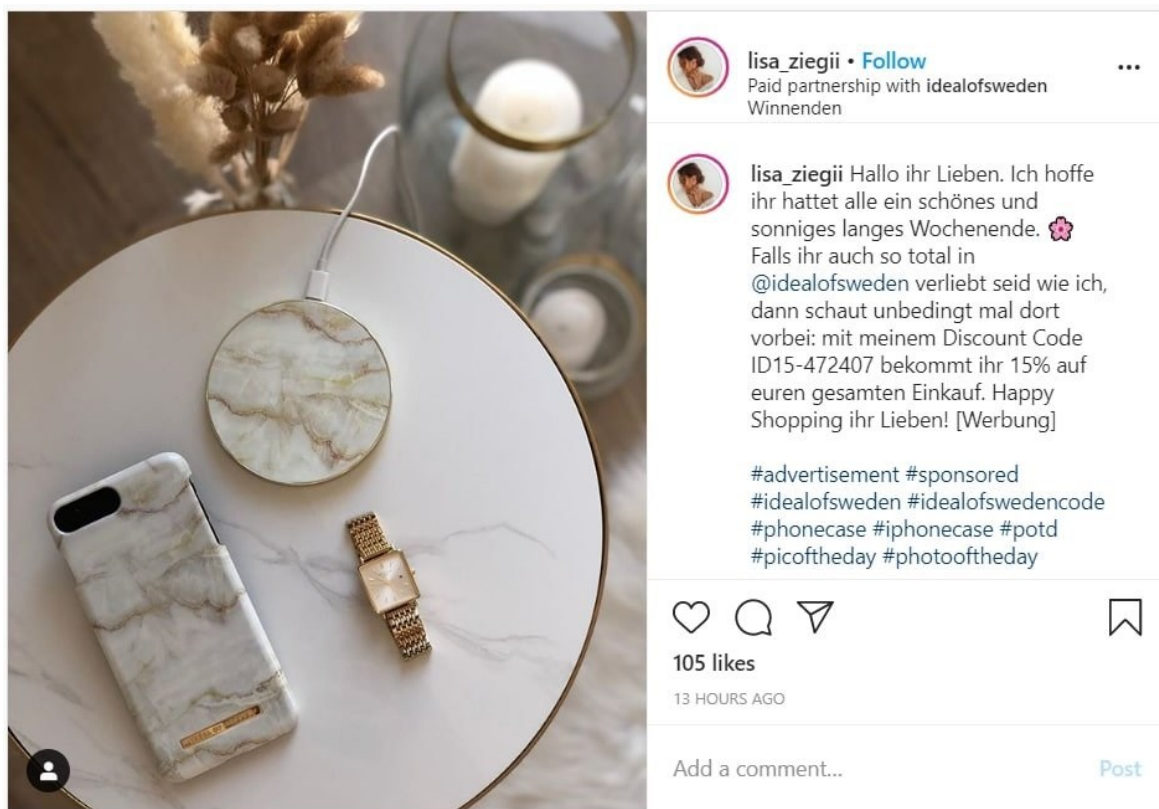 lisa_ziegii • Follow
Paid partnership with idealofsweden
Winnenden
lisa_ziegii Hallo ihr Lieben. Ich hoffe
ihr hattet alle ein schönes und
sonniges langes Wochenende. 🌸
Falls ihr auch so total in
@idealofsweden verliebt seid wie ich,
dann schaut unbedingt mal dort
vorbei: mit meinem Discount Code
ID15-472407 bekommt ihr 15% auf
euren gesamten Einkauf. Happy
Shopping ihr Lieben! [Werbung]
#advertisement #sponsored
#idealofsweden #idealofswedencode
#phonecase #iphonecase #potd
#picoftheday #photooftheday
105 likes
13 HOURS AGO
Add a comment... Post